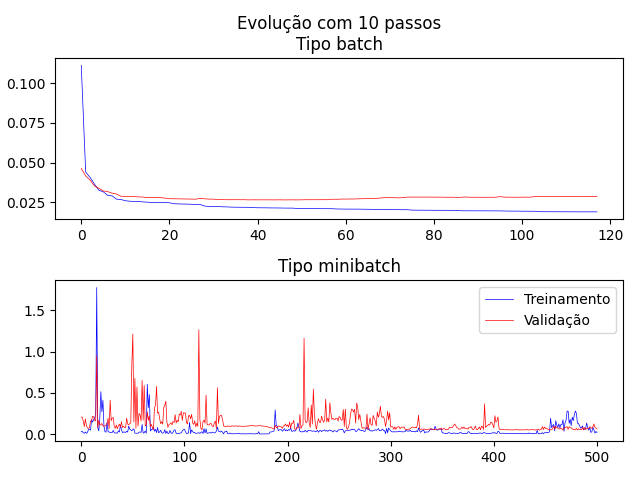 Evolução com 10 passos
Tipo batch
0.100
0.075
0.050
0.025
0 20 40 60 80 100 120
Tipo minibatch
1.5
1.0
0.5
0.0
Treinamento
Validação
0 100 200 300 400 500